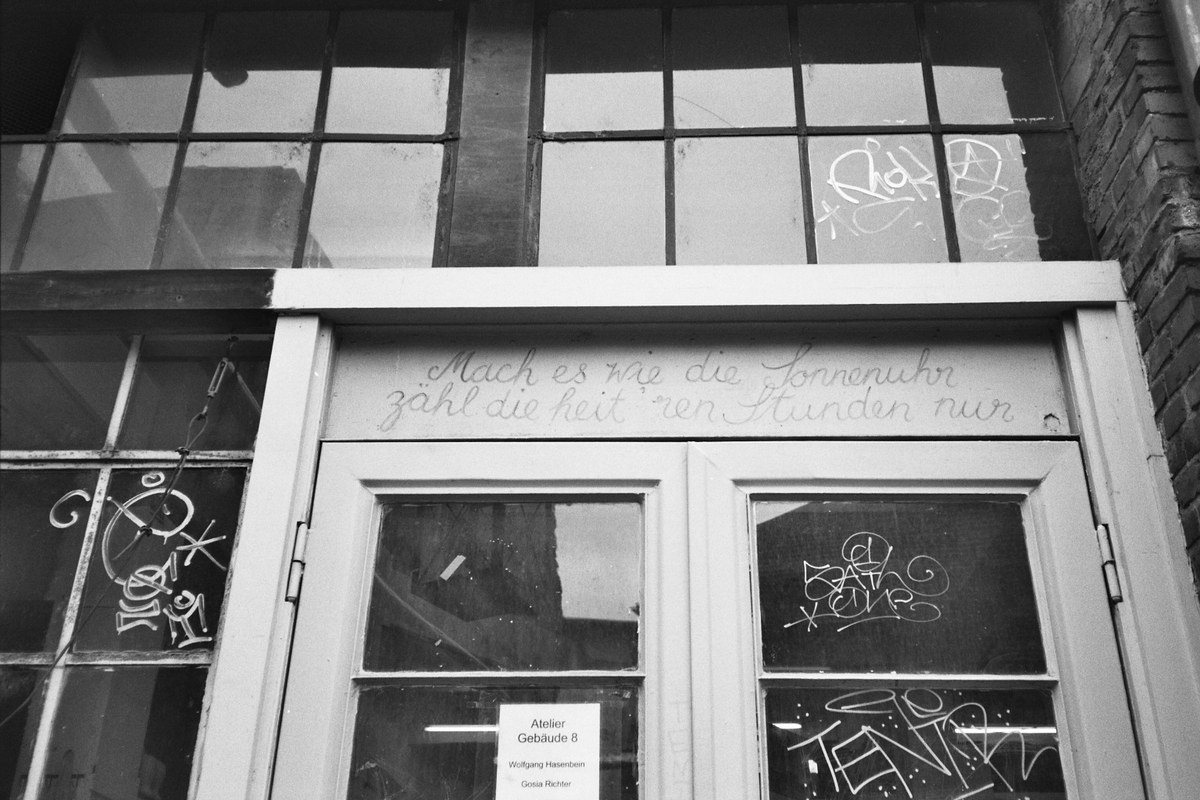 Mach es wie die Sonnenuhr
zähl die heit'ren Stunden nur
Atelier
Gebäude 8
Wolfgang Hasenbein
Gosia Richter